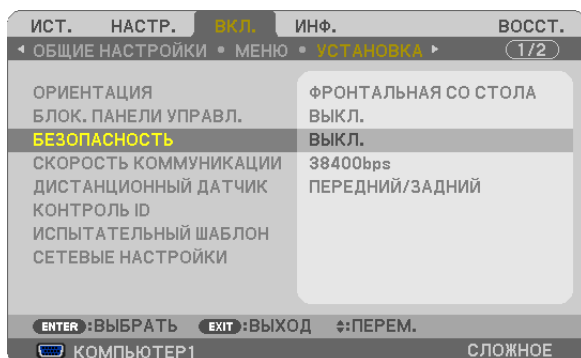 ИСТ. НАСТР. ВКЛ. ИНФ. ВОССТ.
ОБЩИЕ НАСТРОЙКИ • МЕНЮ • УСТАНОВКА 1/2
ОРИЕНТАЦИЯ ФРОНТАЛЬНАЯ СО СТОЛА
БЛОК. ПАНЕЛИ УПРАВЛ. ВЫКЛ.
БЕЗОПАСНОСТЬ ВЫКЛ.
СКОРОСТЬ КОММУНИКАЦИИ 38400bps
ДИСТАНЦИОННЫЙ ДАТЧИК ПЕРЕДНИЙ/ЗАДНИЙ
КОНТРОЛЬ ID
ИСПЫТАТЕЛЬНЫЙ ШАБЛОН
СЕТЕВЫЕ НАСТРОЙКИ
ENTER :ВЫБРАТЬ EXIT :ВЫХОД :ПЕРЕМ.
КОМПЬЮТЕР1 СЛОЖНОЕ